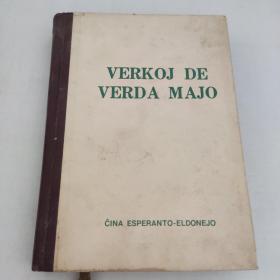 VERKOJ DE
VERDA MAJO
ĈINA ESPERANTO-ELDONEJO